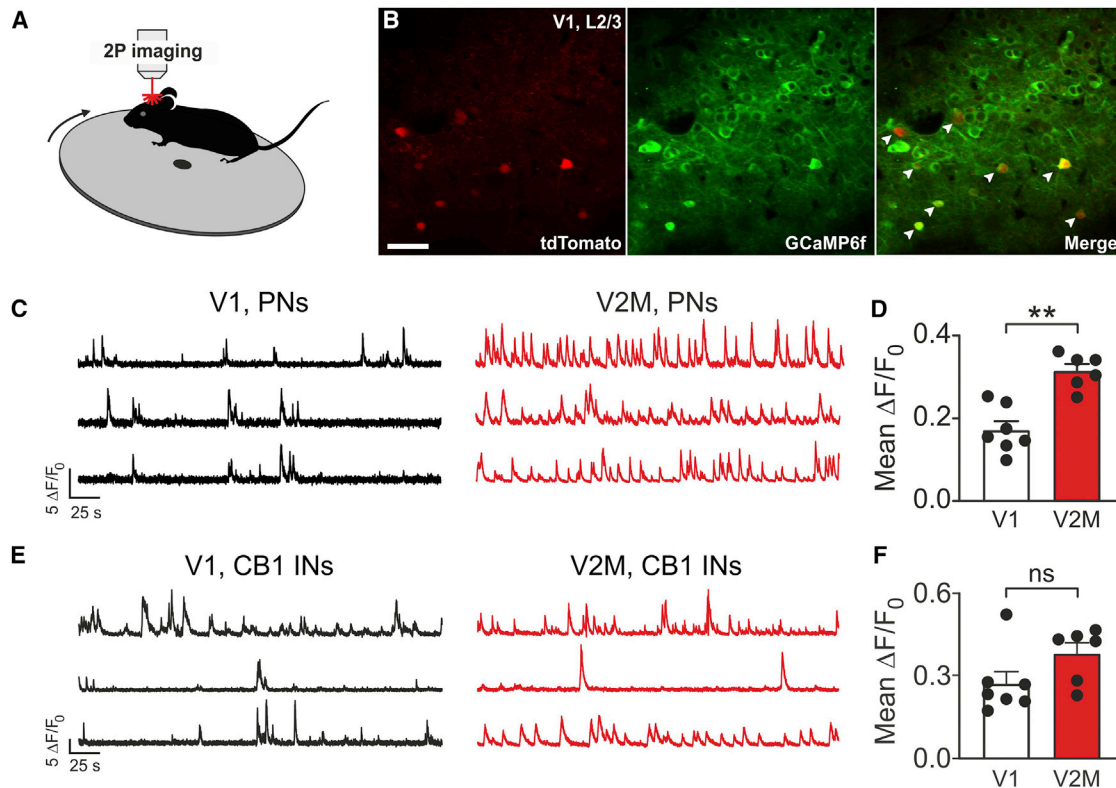 A
2P imaging
B
V1, L2/3
tdTomato
GCaMP6f
Merge
C
V1, PNs
V2M, PNs
5 ΔF/F0
25 s
D
**
Mean ΔF/F0
0.4
0.2
0.0
V1
V2M
E
V1, CB1 INs
V2M, CB1 INs
5 ΔF/F0
25 s
F
ns
Mean ΔF/F0
0.6
0.3
0.0
V1
V2M